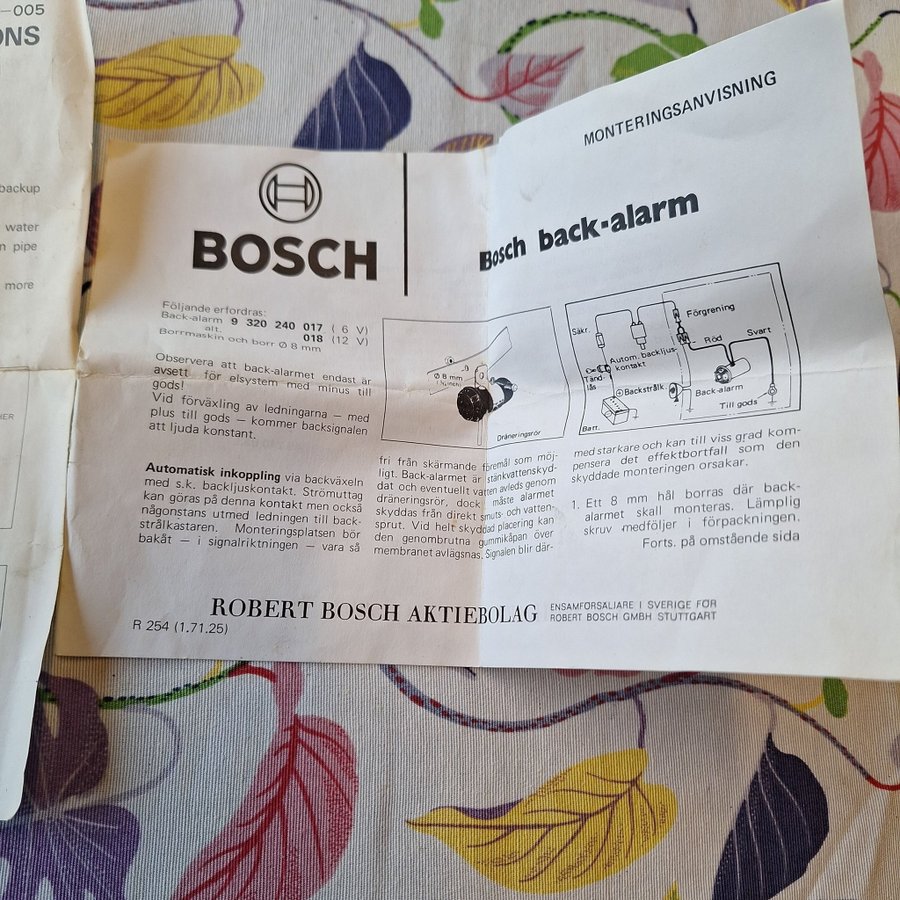 –005
ONS
backup
water
n pipe
more
HER
MONTERINGSANVISNING
BOSCH
Bosch back-alarm
Följande erfordras:
Back-alarm 9 320 240 017 ( 6 V)
alt. 018 (12 V)
Borrmaskin och borr Ø 8 mm
Observera att back-alarmet endast är
avsett för elsystem med minus till
gods!
Vid förväxling av ledningarna – med
plus till gods – kommer backsignalen
att ljuda konstant.
Automatisk inkoppling via backväxeln
med s.k. backljuskontakt. Strömuttag
kan göras på denna kontakt men också
någonstans utmed ledningen till back-
strålkastaren. Monteringsplatsen bör
bakåt – i signalriktningen – vara så
Ø 8 mm
Dräneringsrör
fri från skärmande föremål som möj-
ligt. Back-alarmet är stänkvattenskyd-
dat och eventuellt vatten avleds genom
dräneringsrör, dock måste alarmet
skyddas från direkt smuts- och vatten-
sprut. Vid helt skyddad placering kan
den genombrutna gummikåpan över
membranet avlägsnas. Signalen blir där-
Säkr.
Förgrening
Röd
Svart
Autom. backljus-
kontakt
Tänd-
lås
Backstrålk.
Back-alarm
Batt.
Till gods
med starkare och kan till viss grad kom-
pensera det effektbortfall som den
skyddade monteringen orsakar.
1. Ett 8 mm hål borras där back-
alarmet skall monteras. Lämplig
skruv medföljer i förpackningen.
Forts. på omstående sida
ROBERT BOSCH AKTIEBOLAG
ENSAMFÖRSÄLJARE I SVERIGE FÖR
ROBERT BOSCH GMBH STUTTGART
R 254 (1.71.25)